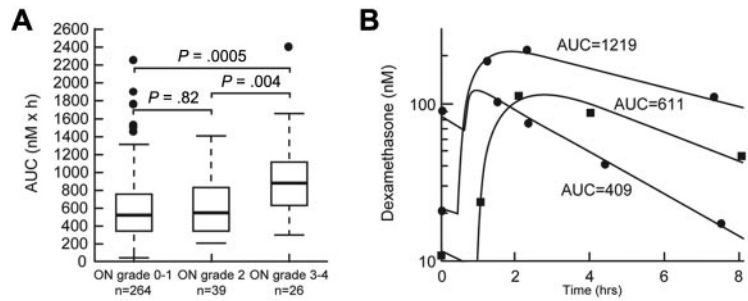 A
2600
2400
2200
2000
1800
1600
1400
1200
1000
800
600
400
200
0
AUC (nM x h)
P = .0005
P = .82
P = .004
ON grade 0-1
n=264
ON grade 2
n=39
ON grade 3-4
n=26
B
Dexamethasone (nM)
100
10
AUC=1219
AUC=611
AUC=409
0
2
4
6
8
Time (hrs)